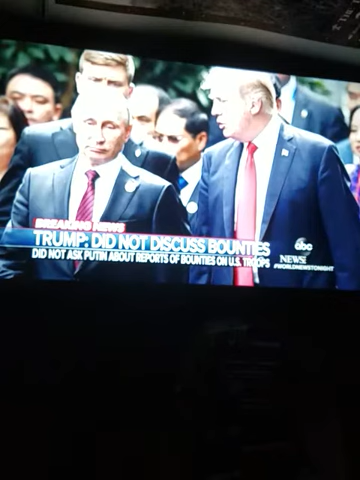 BREAKING NEWS
TRUMP: DID NOT DISCUSS BOUNTIES
DID NOT ASK PUTIN ABOUT REPORTS OF BOUNTIES ON U.S. TROOPS
abc
NEWS
#WORLDNEWSTONIGHT